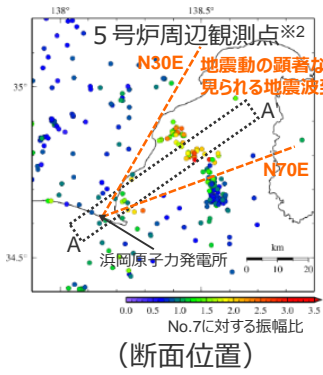 138°
138.5°
５号炉周辺観測点※2
N30E
地震動の顕著な
見られる地震波到
35°
A
N70E
A'
浜岡原子力発電所
km
0 10 20
34.5°
0.0 0.5 1.0 1.5 2.0 2.5 3.0 3.5
No.7に対する振幅比
（断面位置）